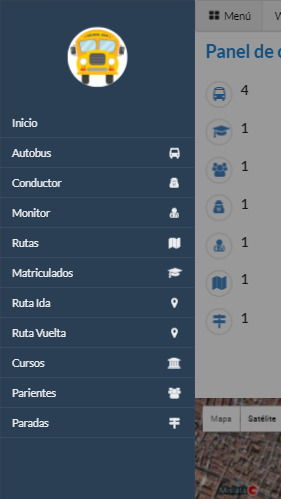 Inicio
Autobus
Conductor
Monitor
Rutas
Matriculados
Ruta Ida
Ruta Vuelta
Cursos
Parientes
Paradas
Menú
Panel de
4
1
1
1
1
1
1
Mapa Satélite